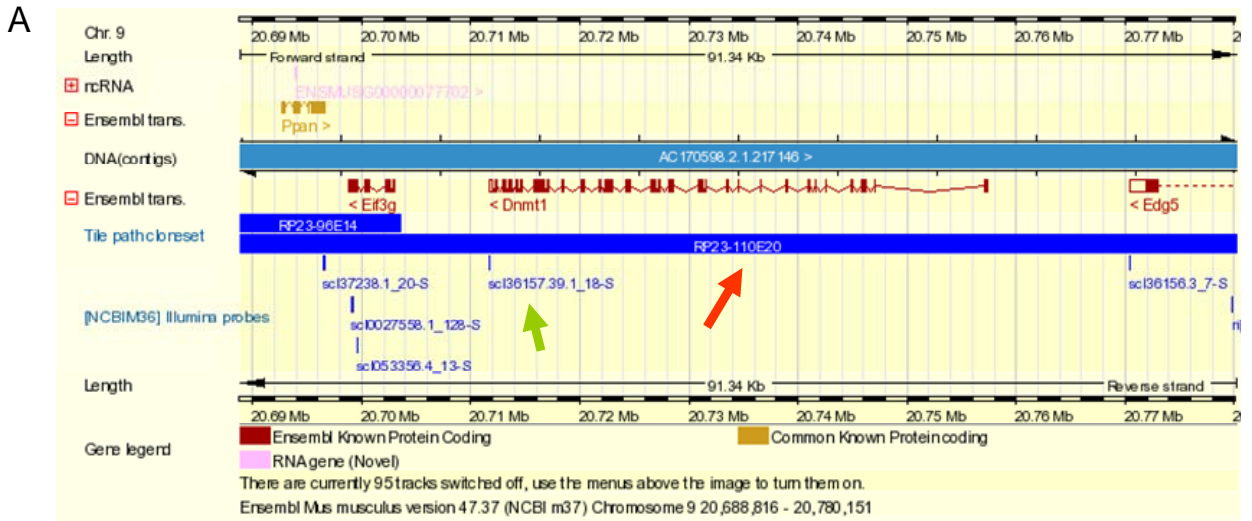 A
Chr. 9
20.69 Mb 20.70 Mb 20.71 Mb 20.72 Mb 20.73 Mb 20.74 Mb 20.75 Mb 20.76 Mb 20.77 Mb 2
Length Forward strand 91.34 Kb
ncRNA ENSMUSG00000077702 >
Ensembl trans.
Ppan >
DNA(contigs) AC170598.2.1.217146 >
Ensembl trans.
< Eif3g < Dnmt1 < Edg5
RP23-96E14
Tile path cloneset
RP23-110E20
scl37238.1_20-S scl36157.39.1_18-S scl36156.3_7-S
[NCBIM36] Illumina probes
scl0027558.1_128-S
scl053356.4_13-S
Length 91.34 Kb Reverse strand
20.69 Mb 20.70 Mb 20.71 Mb 20.72 Mb 20.73 Mb 20.74 Mb 20.75 Mb 20.76 Mb 20.77 Mb 2
Gene legend
Ensembl Known Protein Coding Common Known Protein coding
RNA gene (Novel)
There are currently 95 tracks switched off, use the menus above the image to turn them on.
Ensembl Mus musculus version 47.37 (NCBI m37) Chromosome 9 20,688,816 - 20,780,151